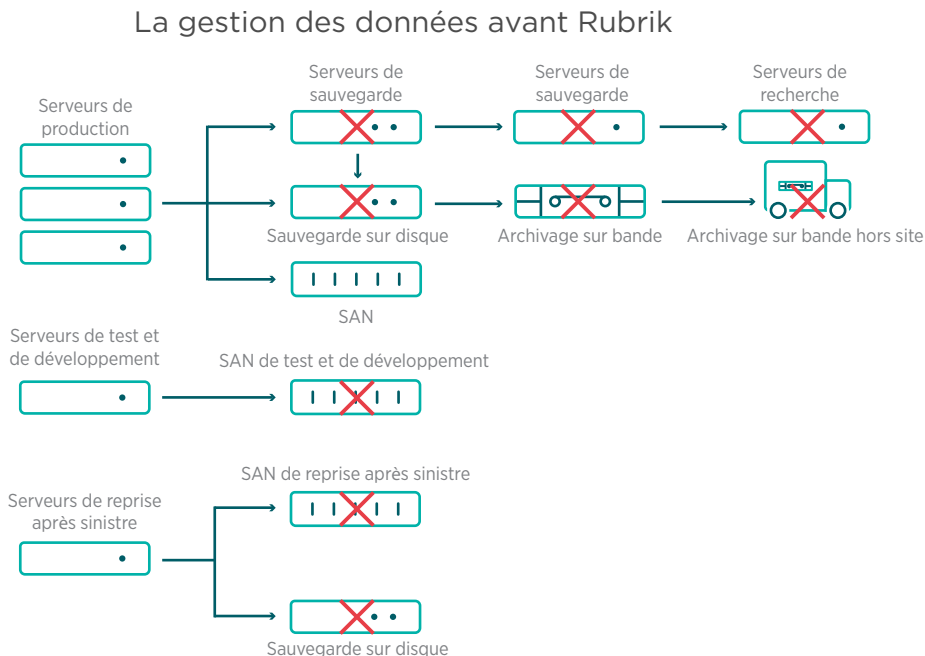 La gestion des données avant Rubrik
Serveurs de
sauvegarde
Serveurs de
sauvegarde
Serveurs de
recherche
Serveurs de
production
Sauvegarde sur disque
Archivage sur bande
Archivage sur bande hors site
SAN
Serveurs de test et
de développement
SAN de test et de développement
SAN de reprise après sinistre
Serveurs de reprise
après sinistre
Sauvegarde sur disque